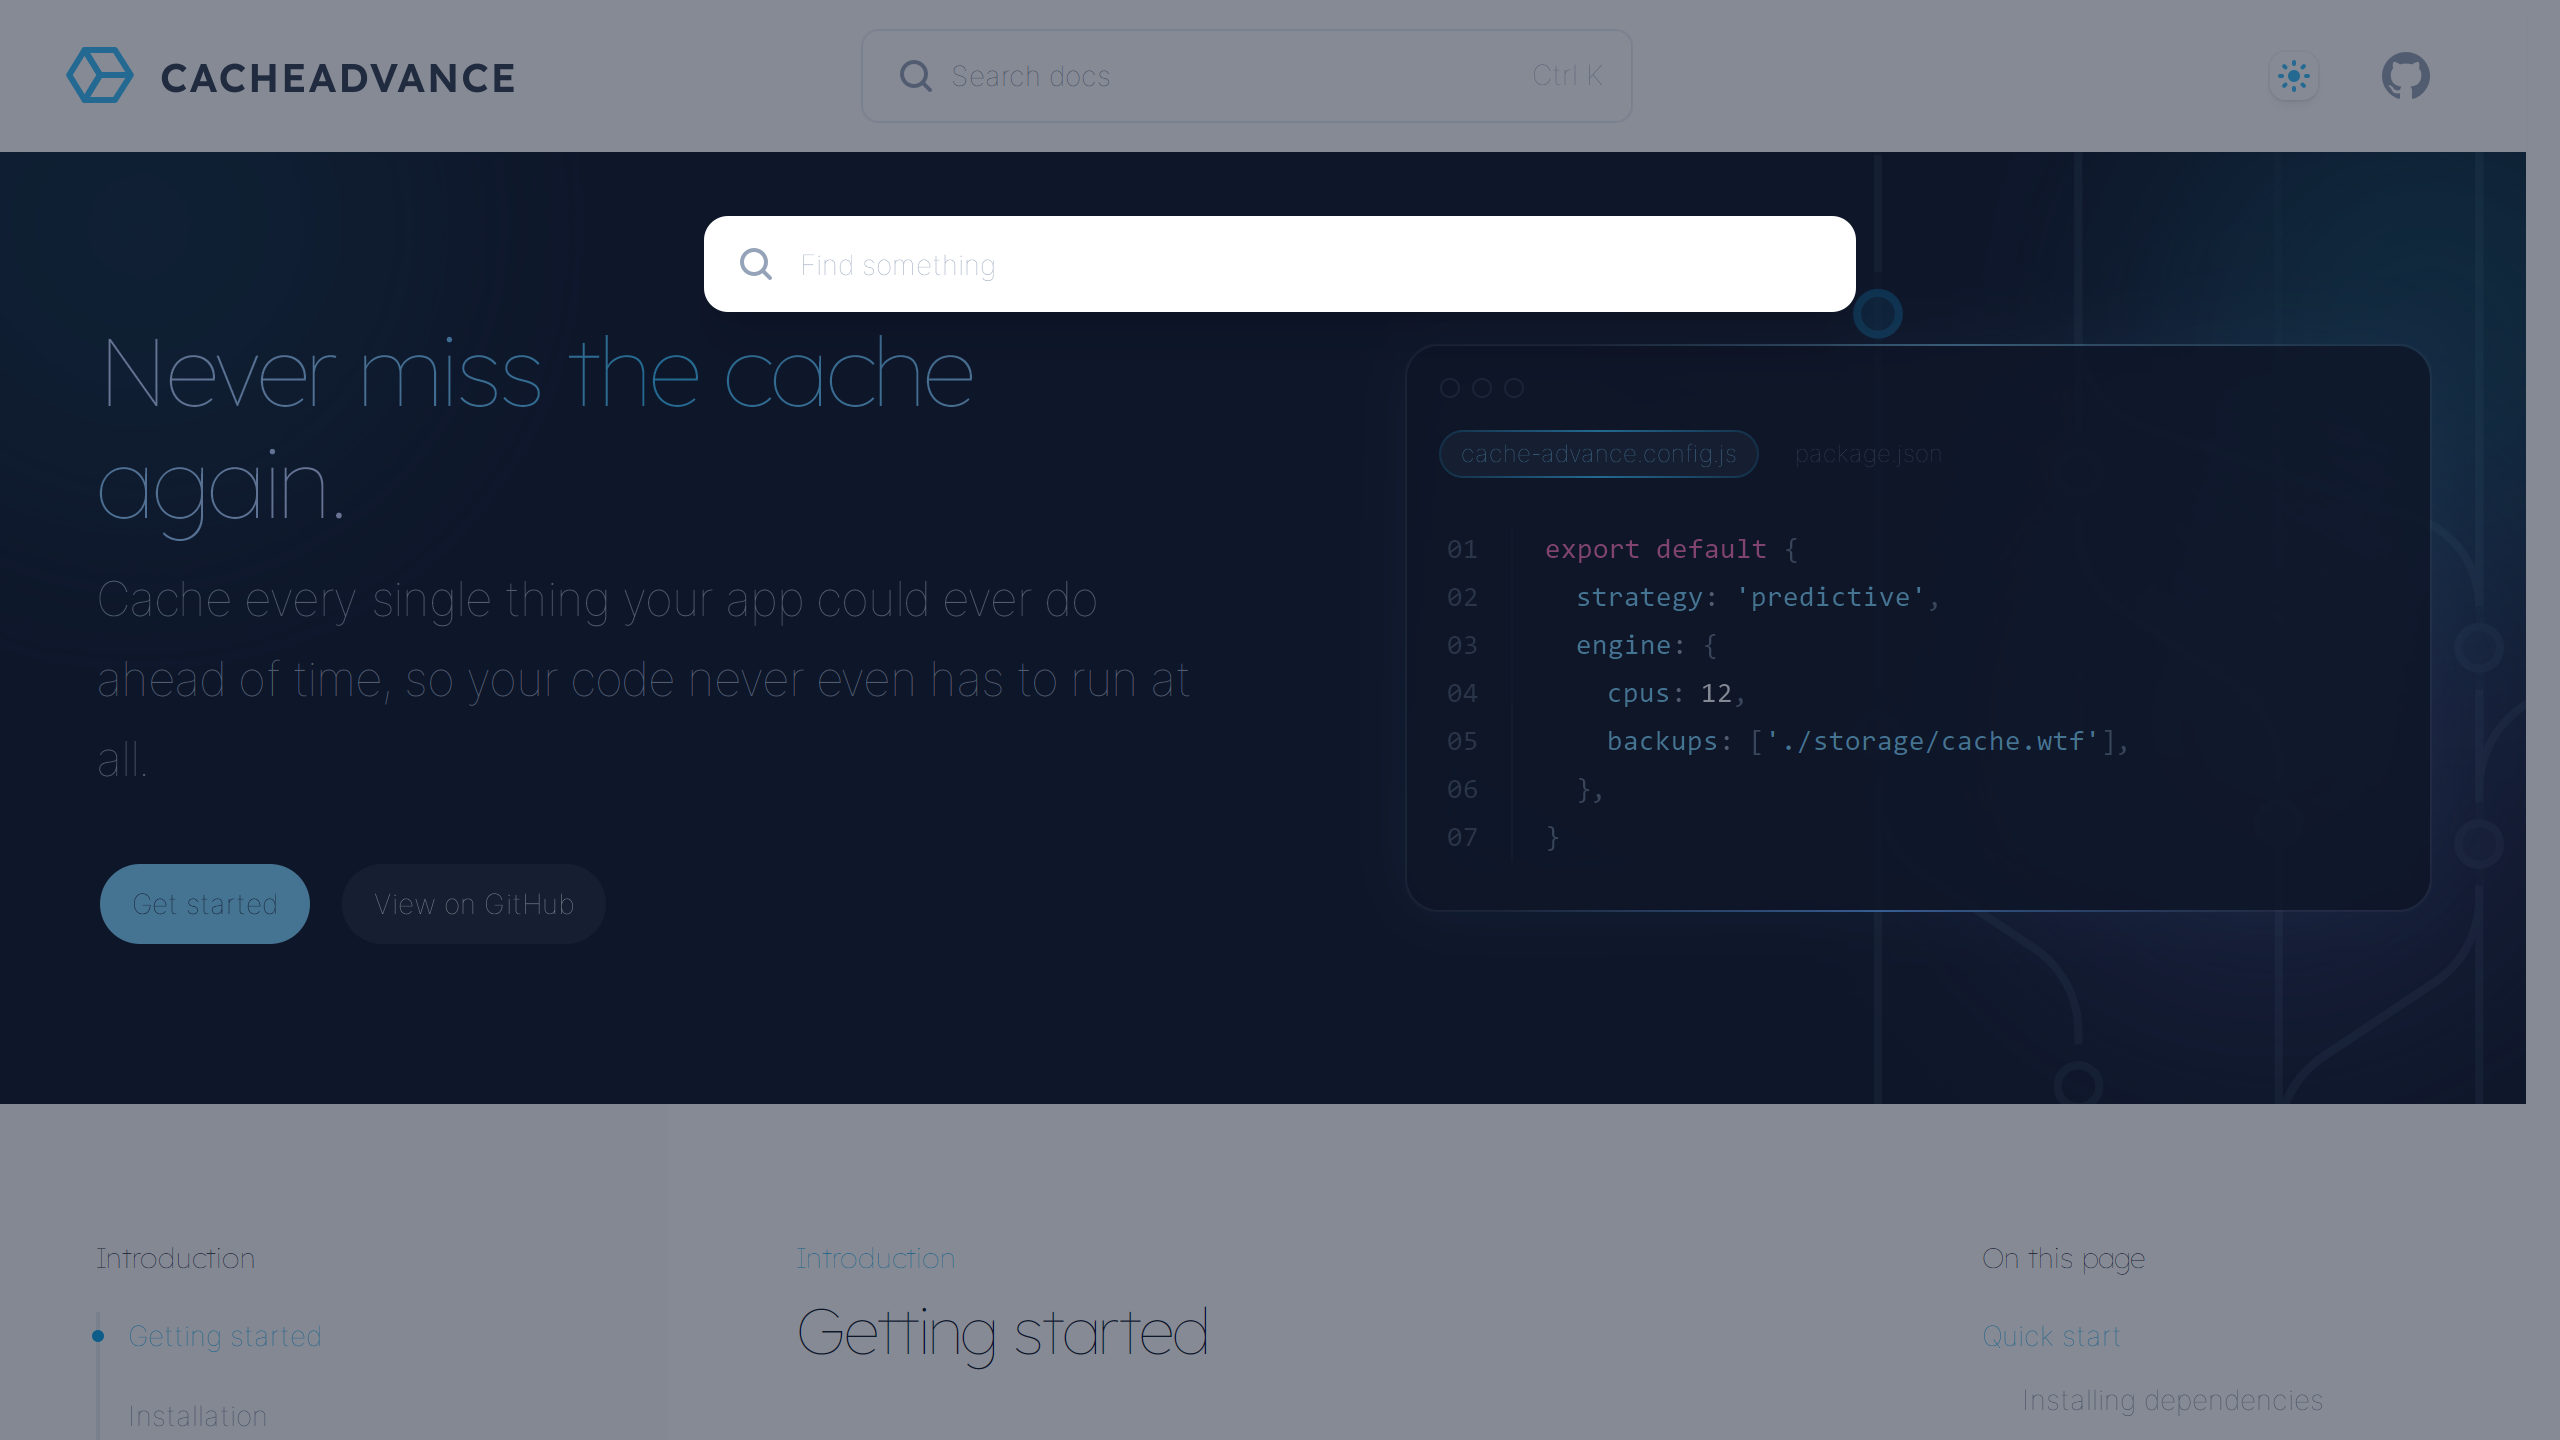 CACHEADVANCE
Search docs
Ctrl K
Find something
Never miss the cache
again.
Cache every single thing your app could ever do
ahead of time, so your code never even has to run at
all.
Get started
View on GitHub
cache-advance.config.js
package.json
01 export default {
02 strategy: 'predictive',
03 engine: {
04 cpus: 12,
05 backups: ['./storage/cache.wtf'],
06 },
07 }
Introduction
Getting started
Installation
Introduction
Getting started
On this page
Quick start
Installing dependencies